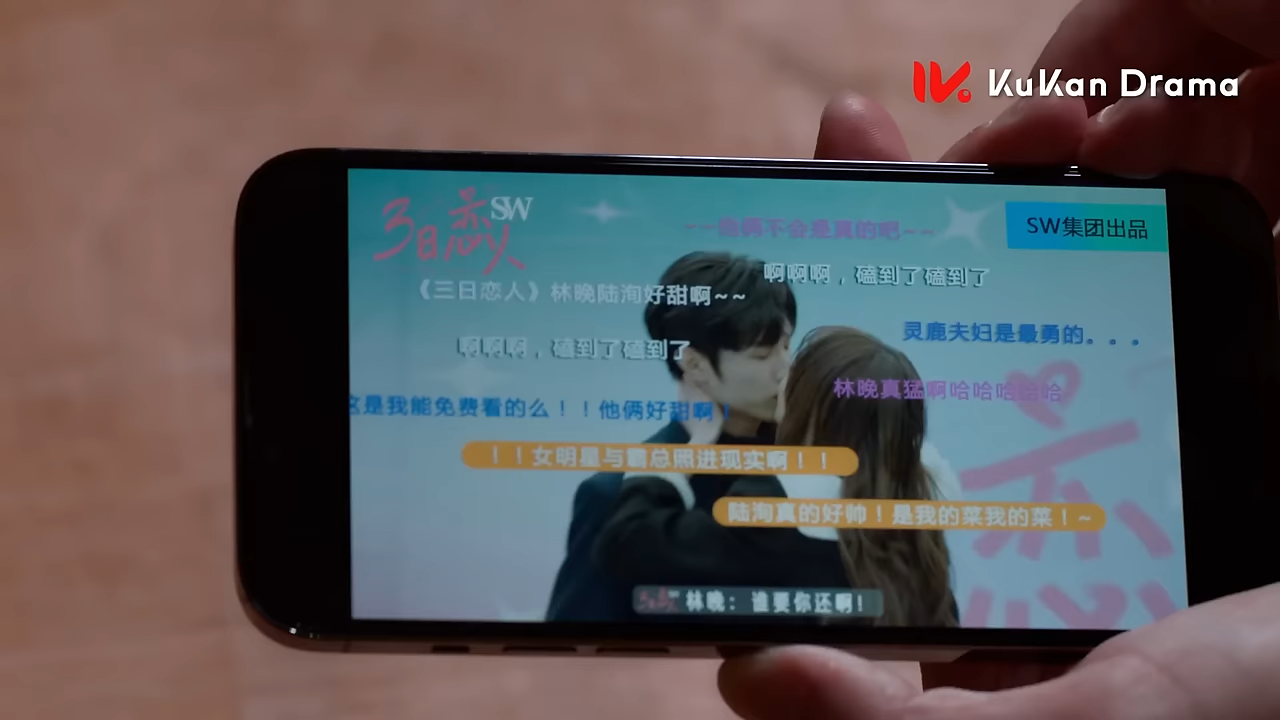 KuKan Drama
三日恋人
SW
~~他俩不会是真的吧~~
SW集团出品
啊啊啊，磕到了磕到了
《三日恋人》林晚陆洵好甜啊~~
灵鹿夫妇是最勇的。。。
啊啊啊，磕到了磕到了
林晚真猛啊哈哈哈哈哈
这是我能免费看的么！！他俩好甜啊！
！！女明星与霸总照进现实啊！！
陆洵真的好帅！是我的菜我的菜！~
恋
林晚：谁要你还啊！